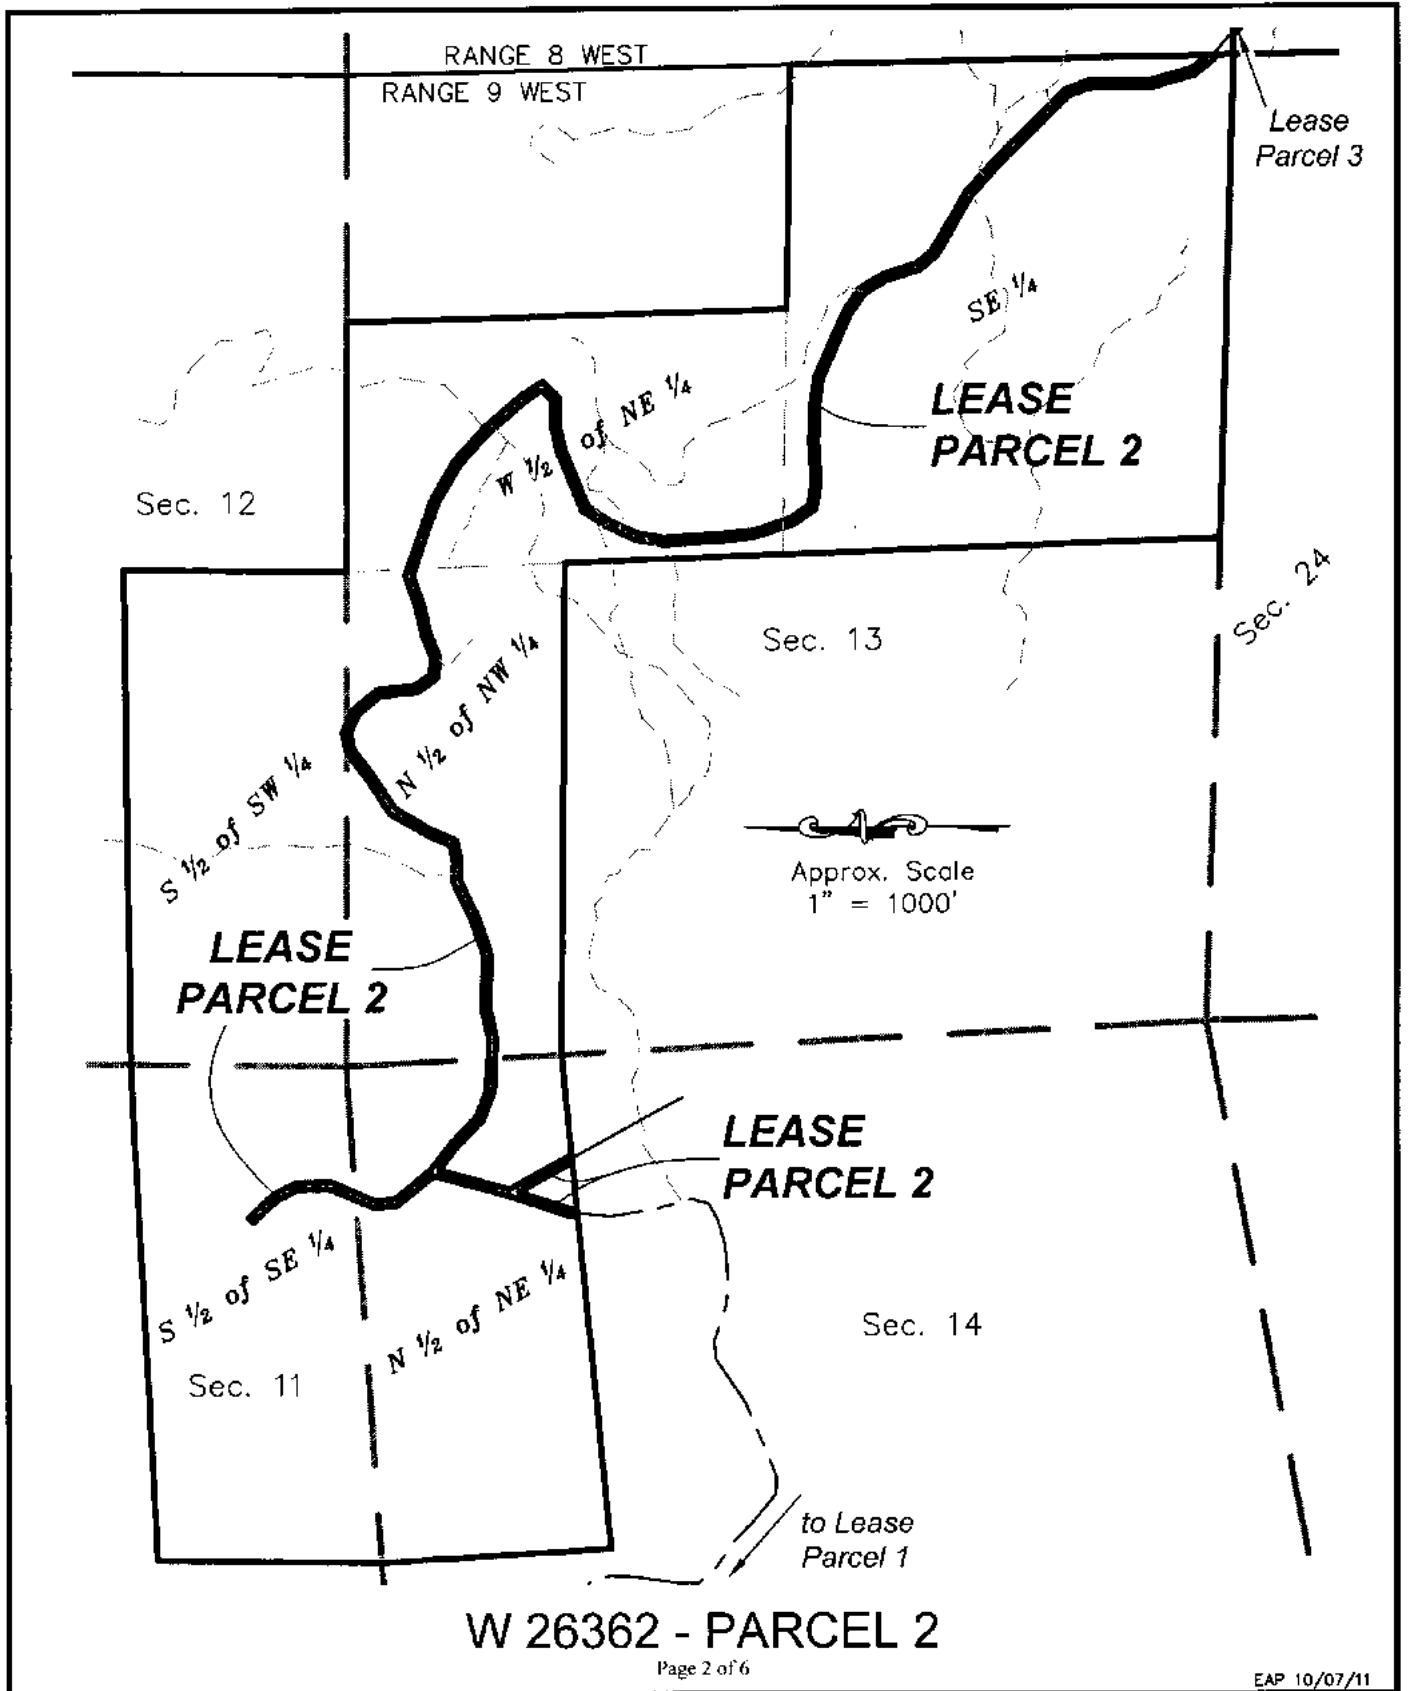 RANGE 8 WEST
RANGE 9 WEST
Lease
Parcel 3
SE ¼
LEASE
PARCEL 2
W ½ of NE ¼
Sec. 12
Sec. 24
Sec. 13
N ½ of NW ¼
S ½ of SW ¼
Approx. Scale
1" = 1000'
LEASE
PARCEL 2
LEASE
PARCEL 2
S ½ of SE ¼
N ½ of NE ¼
Sec. 14
Sec. 11
to Lease
Parcel 1
W 26362 - PARCEL 2
Page 2 of 6
EAP 10/07/11